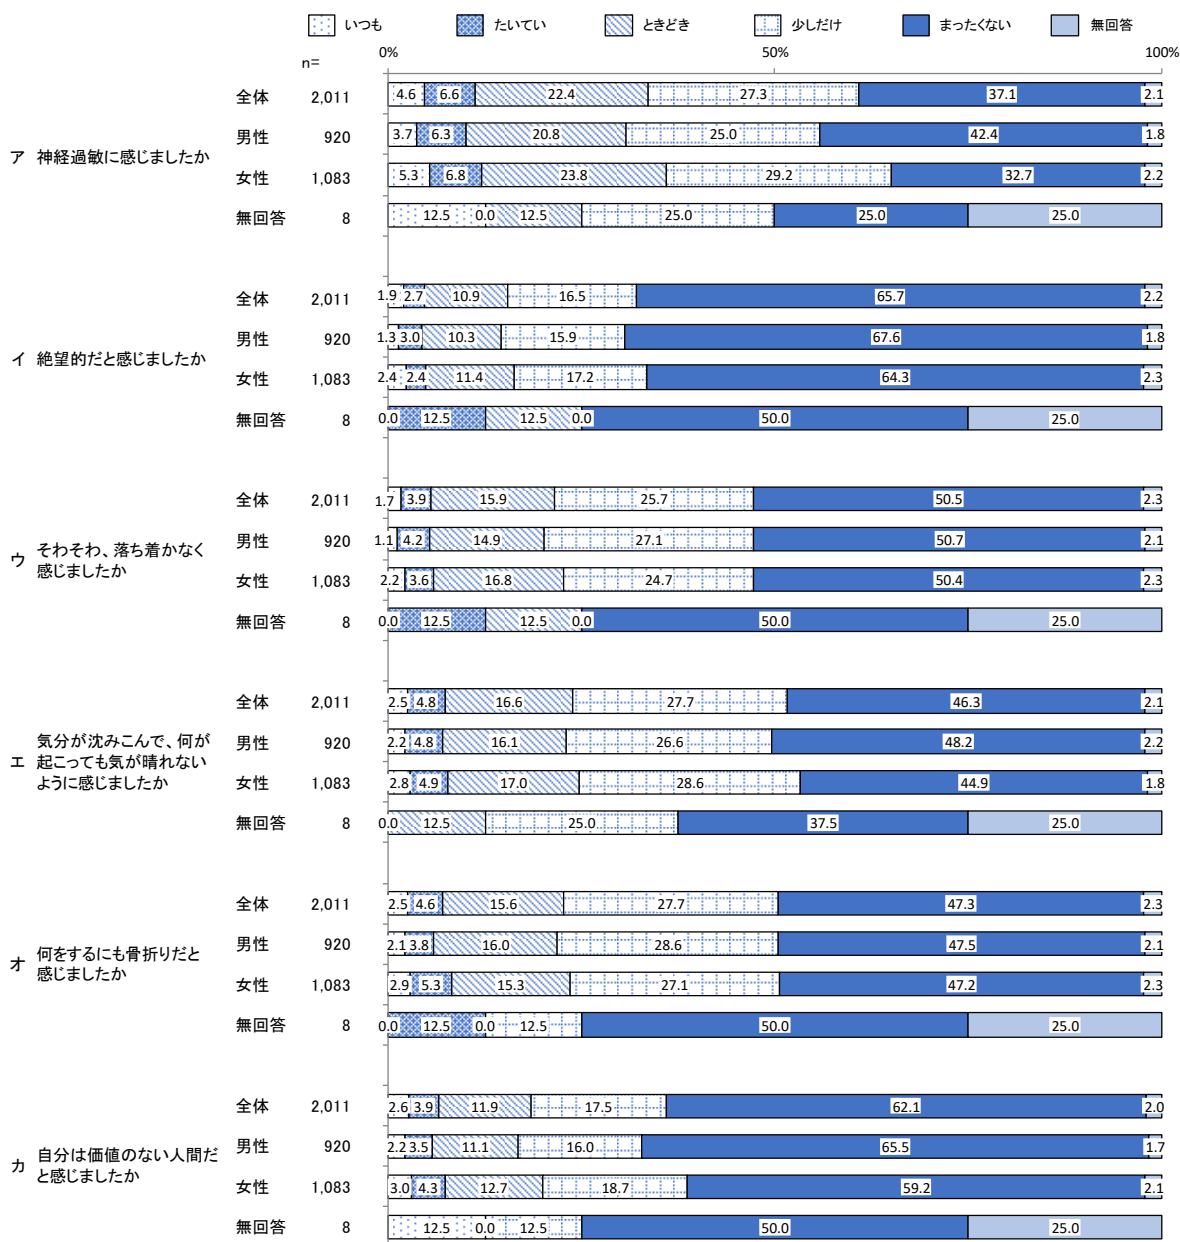 いつも たいてい ときどき 少しだけ まったくない 無回答
n= 0% 50% 100%
全体 2,011 4.6 6.6 22.4 27.3 37.1 2.1
男性 920 3.7 6.3 20.8 25.0 42.4 1.8
ア 神経過敏に感じましたか
女性 1,083 5.3 6.8 23.8 29.2 32.7 2.2
無回答 8 12.5 0.0 12.5 25.0 25.0 25.0
全体 2,011 1.9 2.7 10.9 16.5 65.7 2.2
男性 920 1.3 3.0 10.3 15.9 67.6 1.8
イ 絶望的だと感じましたか
女性 1,083 2.4 2.4 11.4 17.2 64.3 2.3
無回答 8 0.0 12.5 12.5 0.0 50.0 25.0
全体 2,011 1.7 3.9 15.9 25.7 50.5 2.3
男性 920 1.1 4.2 14.9 27.1 50.7 2.1
ウ そわそわ、落ち着かなく
感じましたか
女性 1,083 2.2 3.6 16.8 24.7 50.4 2.3
無回答 8 0.0 12.5 12.5 0.0 50.0 25.0
全体 2,011 2.5 4.8 16.6 27.7 46.3 2.1
男性 920 2.2 4.8 16.1 26.6 48.2 2.2
エ 気分が沈みこんで、何が
起こっても気が晴れない
ように感じましたか
女性 1,083 2.8 4.9 17.0 28.6 44.9 1.8
無回答 8 0.0 12.5 25.0 37.5 25.0
全体 2,011 2.5 4.6 15.6 27.7 47.3 2.3
男性 920 2.1 3.8 16.0 28.6 47.5 2.1
オ 何をするにも骨折りだと
感じましたか
女性 1,083 2.9 5.3 15.3 27.1 47.2 2.3
無回答 8 0.0 12.5 0.0 12.5 50.0 25.0
全体 2,011 2.6 3.9 11.9 17.5 62.1 2.0
男性 920 2.2 3.5 11.1 16.0 65.5 1.7
カ 自分は価値のない人間だ
と感じましたか
女性 1,083 3.0 4.3 12.7 18.7 59.2 2.1
無回答 8 12.5 0.0 12.5 50.0 25.0